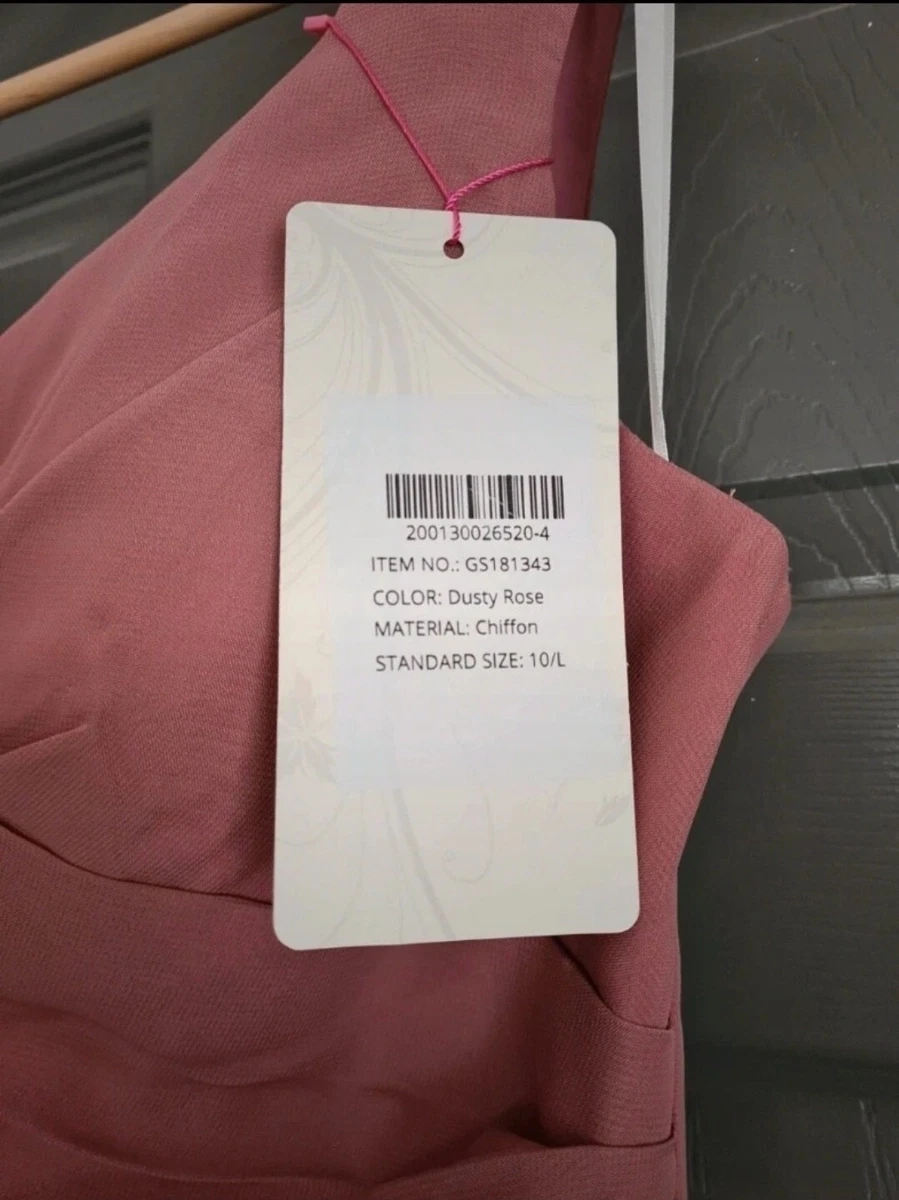 200130026520-4
ITEM NO.: GS181343
COLOR: Dusty Rose
MATERIAL: Chiffon
STANDARD SIZE: 10/L